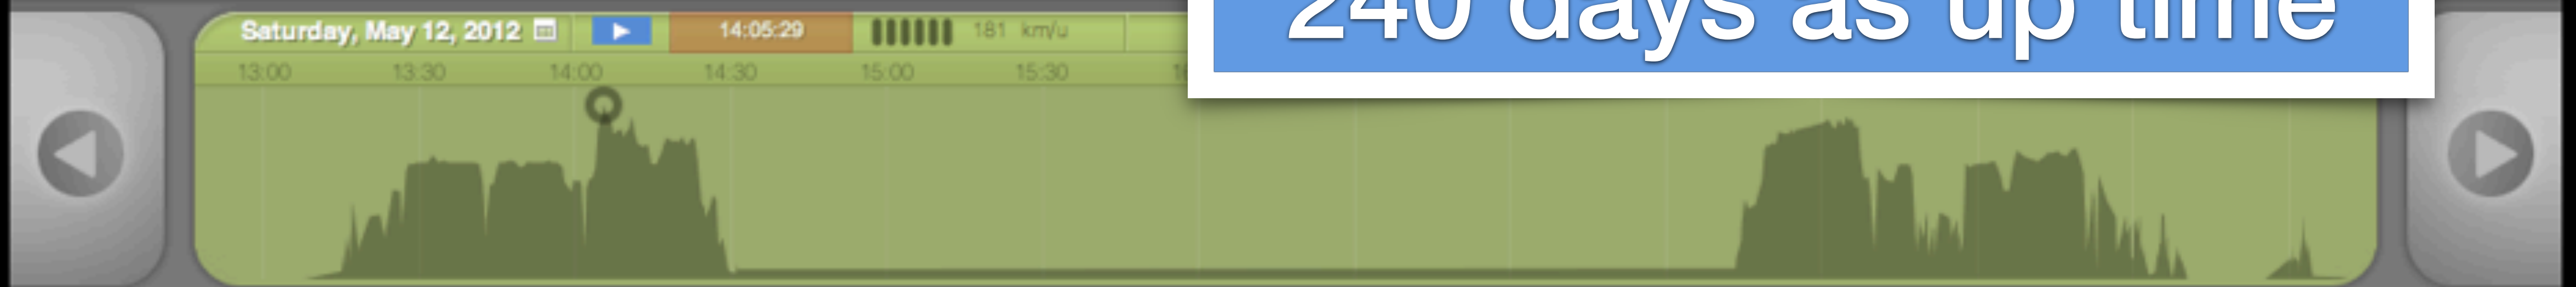 Saturday, May 12, 2012 14:05:29 181 km/u
240 days as up time
13:00 13:30 14:00 14:30 15:00 15:30